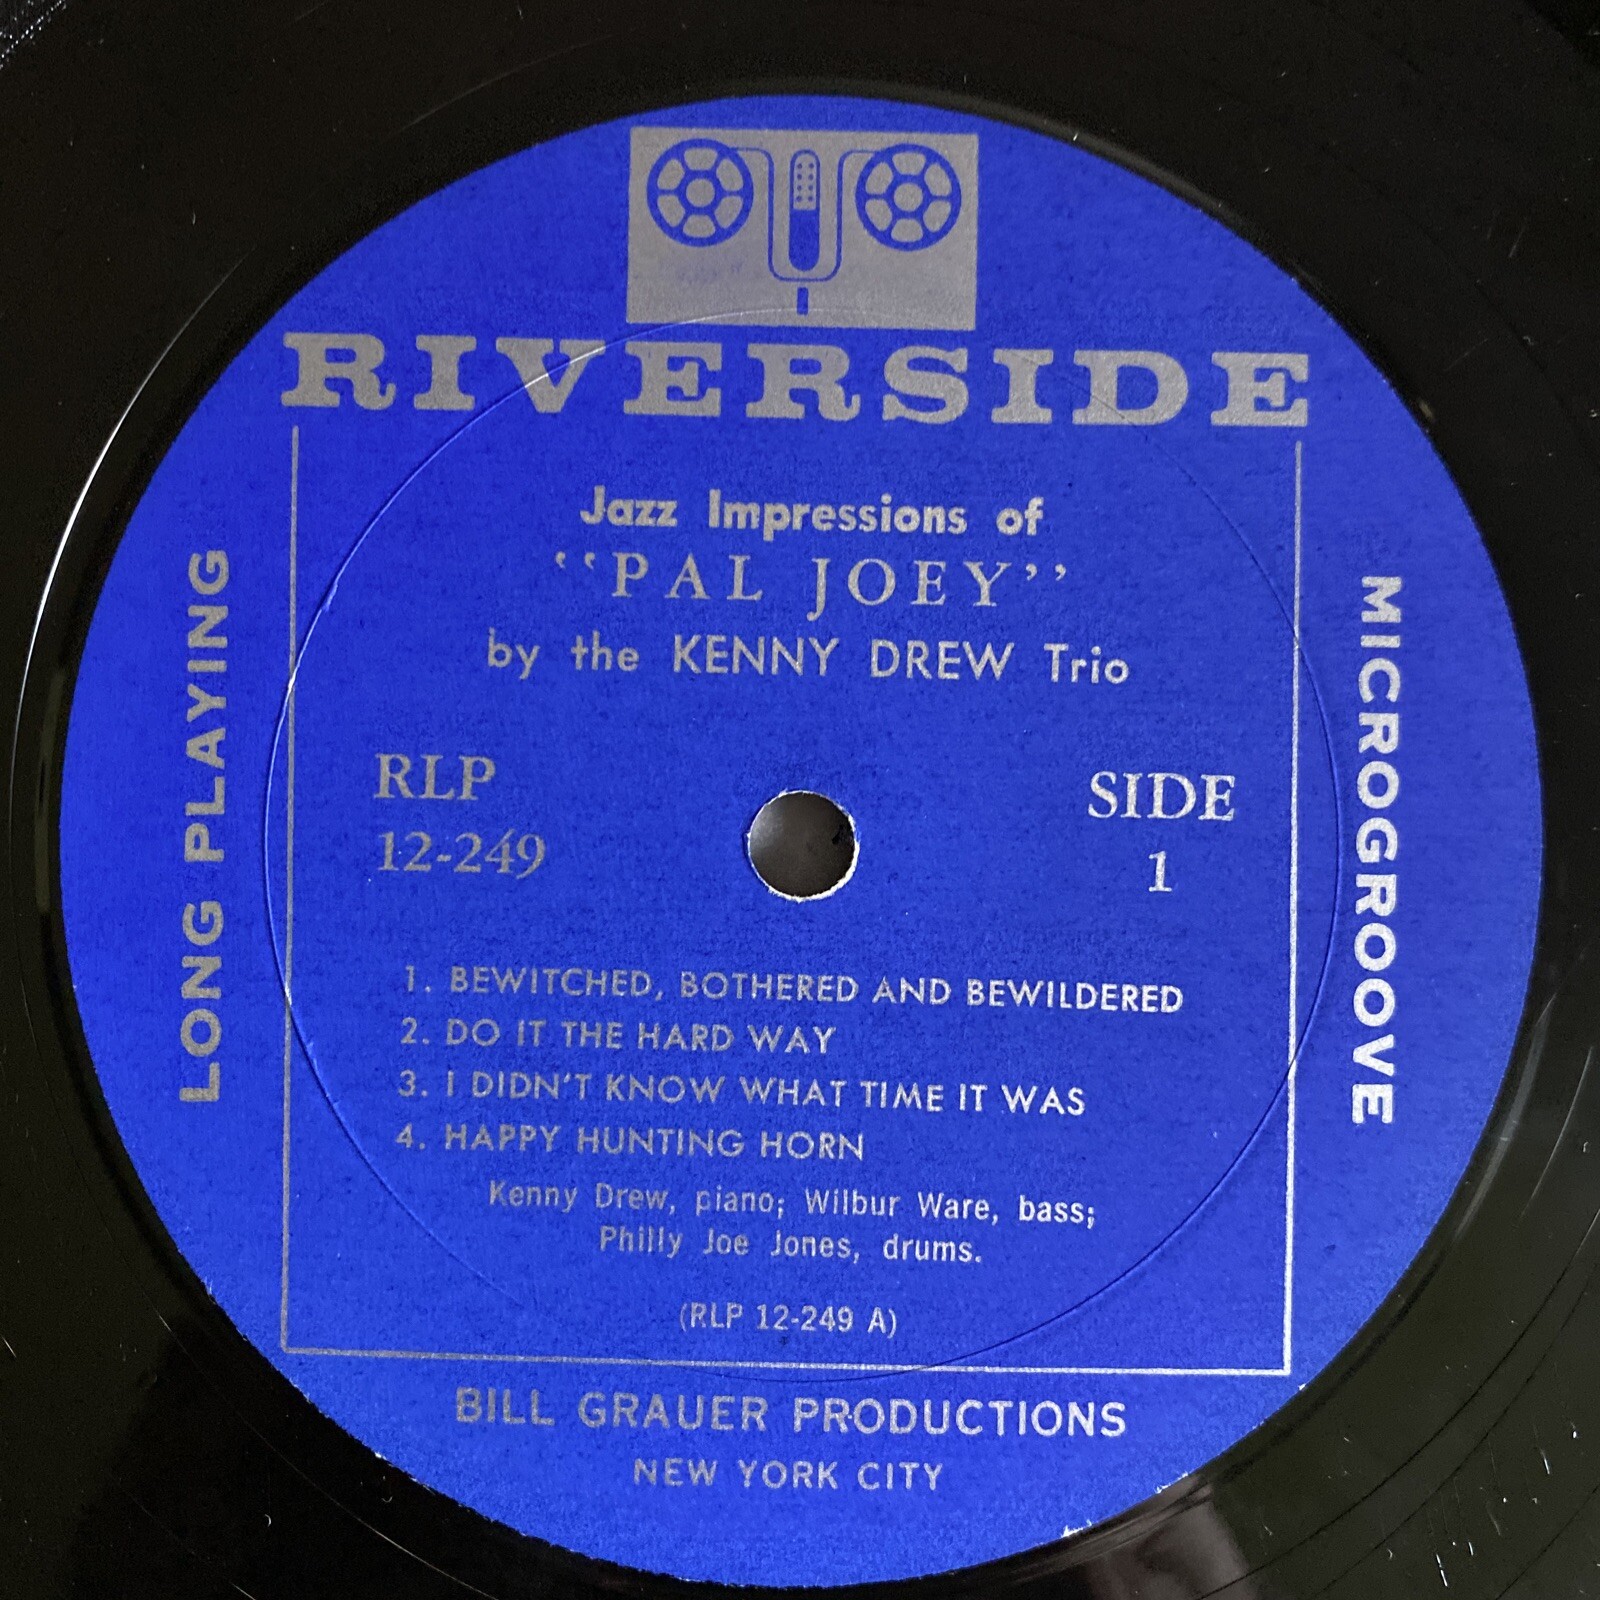 RIVERSIDE
Jazz Impressions of
"PAL JOEY"
by the KENNY DREW Trio
RLP
12-249
SIDE
1
LONG PLAYING
MICROGROOVE
1. BEWITCHED, BOTHERED AND BEWILDERED
2. DO IT THE HARD WAY
3. I DIDN'T KNOW WHAT TIME IT WAS
4. HAPPY HUNTING HORN
Kenny Drew, piano; Wilbur Ware, bass;
Philly Joe Jones, drums.
(RLP 12-249 A)
BILL GRAUER PRODUCTIONS
NEW YORK CITY